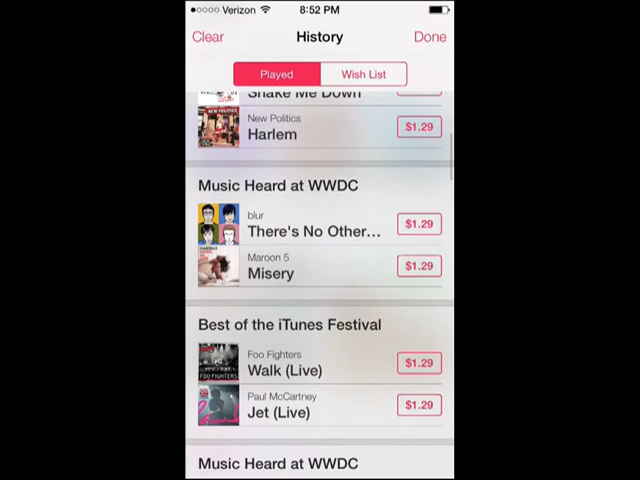 Verizon 8:52 PM
Clear History Done
Played Wish List
Shake Me Down
New Politics
Harlem $1.29
Music Heard at WWDC
blur
There's No Other... $1.29
Maroon 5
Misery $1.29
Best of the iTunes Festival
Foo Fighters
Walk (Live) $1.29
FOO FIGHTERS
Paul McCartney
Jet (Live) $1.29
Music Heard at WWDC